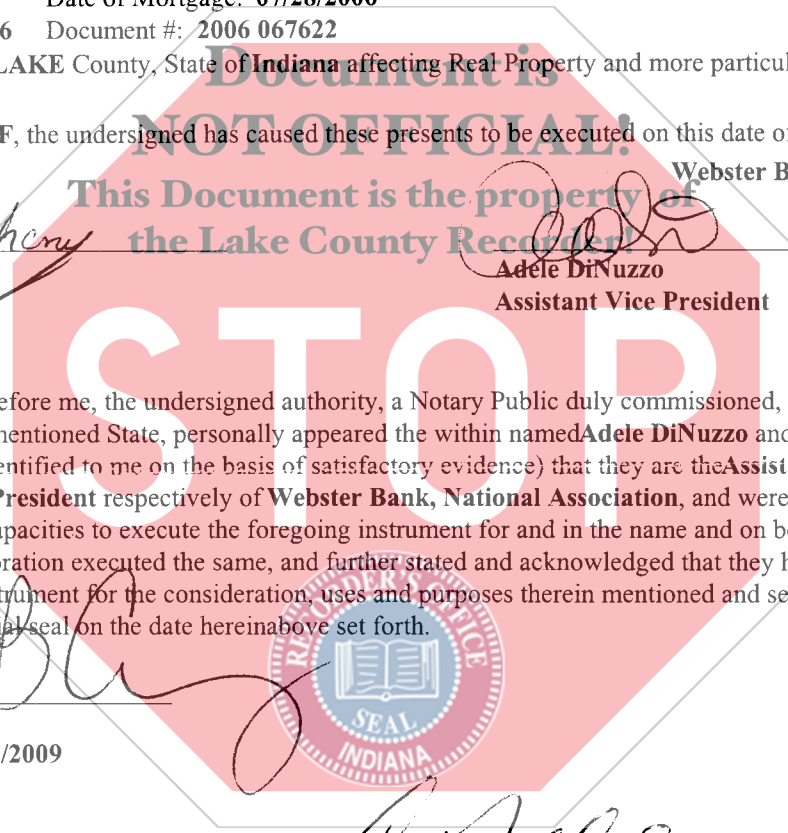 Date of Mortgage: 07/28/2006
6 Document #: 2006 067622
LAKE County, State of Indiana affecting Real Property and more particul
Document is
F, the undersigned has caused these presents to be executed on this date of
NOT OFFICIAL!
Webster B
This Document is the property of
the Lake County Recorder!
Adele DiNuzzo
Assistant Vice President
STOP
efore me, the undersigned authority, a Notary Public duly commissioned,
mentioned State, personally appeared the within namedAdele DiNuzzo and
entified to me on the basis of satisfactory evidence) that they are theAssist
President respectively of Webster Bank, National Association, and were
apacities to execute the foregoing instrument for and in the name and on be
oration executed the same, and further stated and acknowledged that they h
trument for the consideration, uses and purposes therein mentioned and se
ial seal on the date hereinabove set forth.
RECORDER'S OFFICE
SEAL
INDIANA
/2009